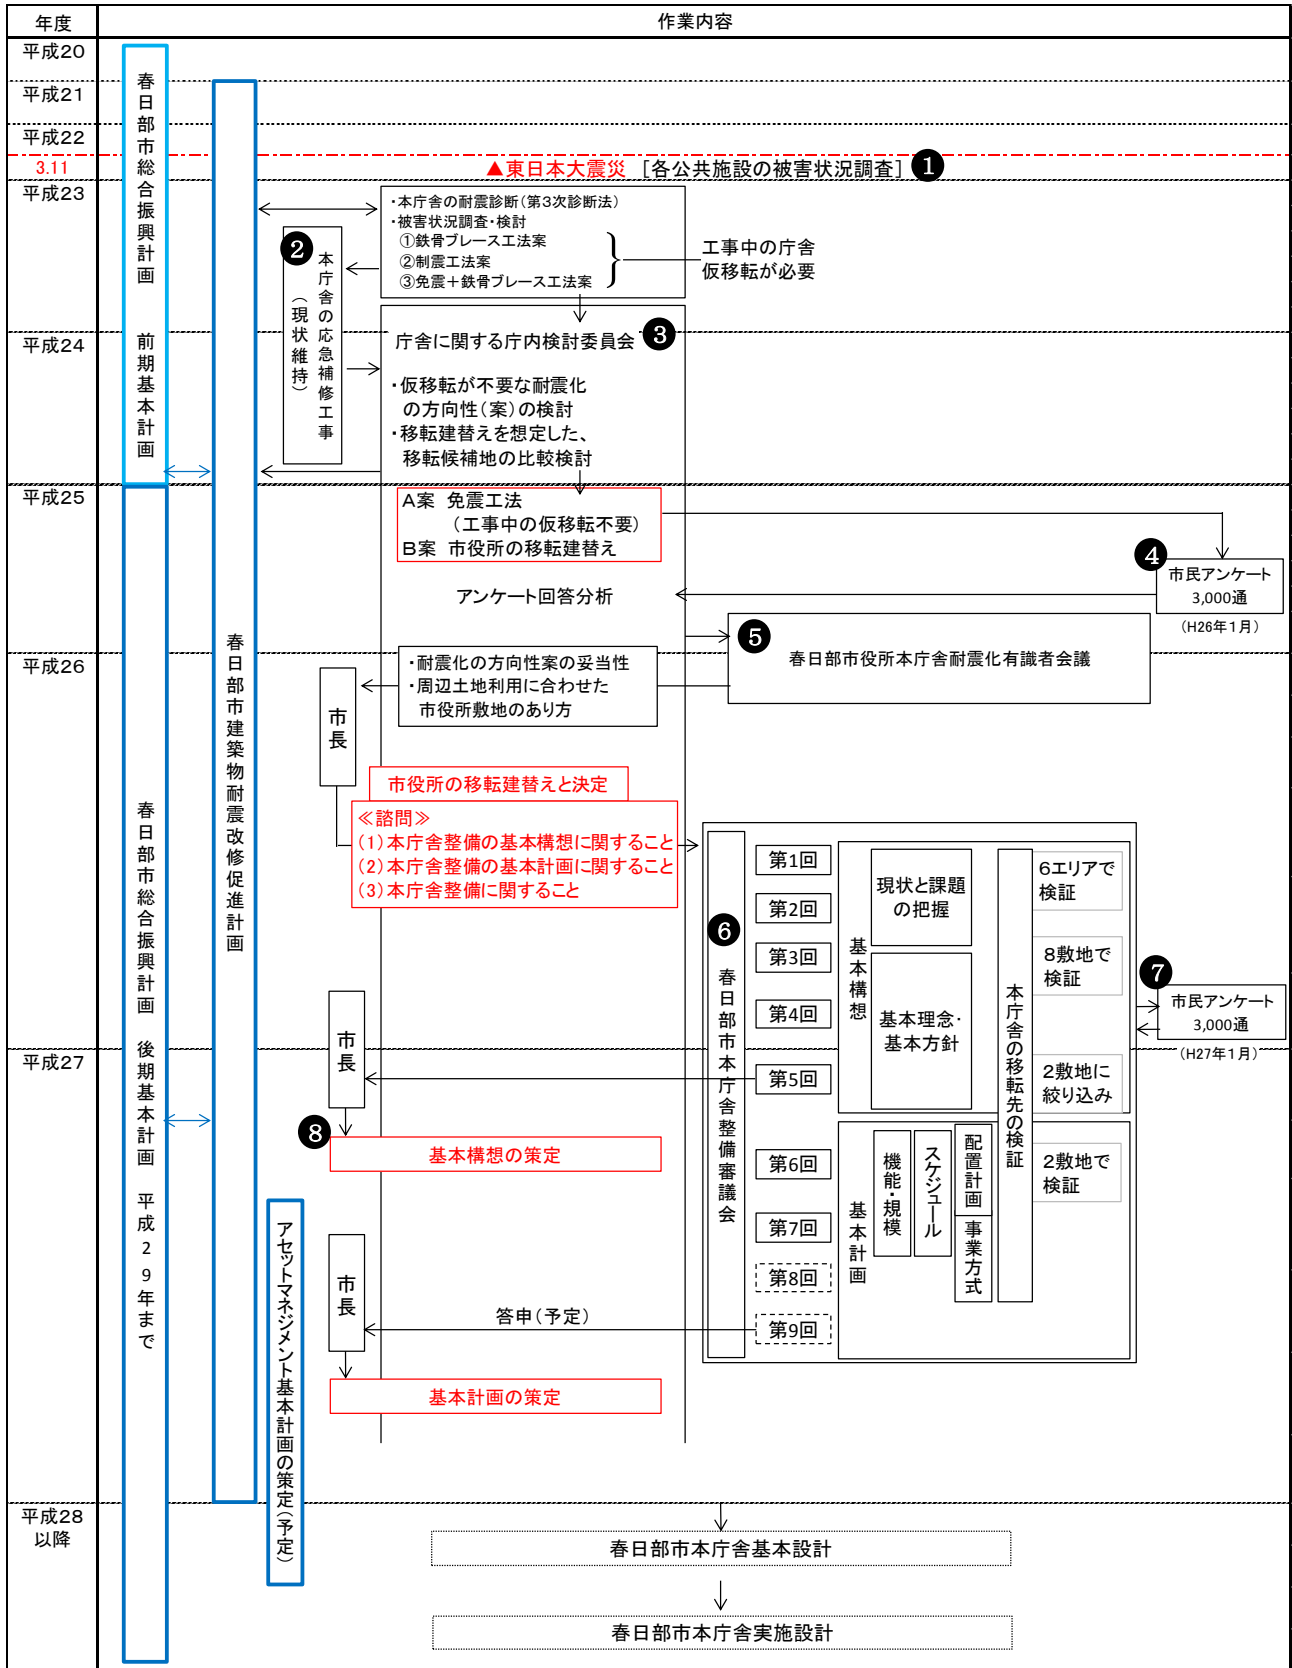 年度
作業内容
平成20
平成21
平成22
3.11
平成23
平成24
平成25
平成26
平成27
平成28
以降
春日部市総合振興計画　前期基本計画
春日部市総合振興計画　後期基本計画　平成29年まで
春日部市建築物耐震改修促進計画
アセットマネジメント基本計画の策定(予定)
▲東日本大震災 [各公共施設の被害状況調査] ❶
・本庁舎の耐震診断(第3次診断法)
・被害状況調査・検討
①鉄骨ブレース工法案
②制震工法案
③免震＋鉄骨ブレース工法案
工事中の庁舎
仮移転が必要
❷
本庁舎の応急補修工事
(現状維持)
庁舎に関する庁内検討委員会 ❸
・仮移転が不要な耐震化
の方向性(案)の検討
・移転建替えを想定した、
移転候補地の比較検討
A案 免震工法
(工事中の仮移転不要)
B案 市役所の移転建替え
❹
市民アンケート
3,000通
(H26年1月)
アンケート回答分析
❺
春日部市役所本庁舎耐震化有識者会議
・耐震化の方向性案の妥当性
・周辺土地利用に合わせた
市役所敷地のあり方
市長
市役所の移転建替えと決定
≪諮問≫
(1)本庁舎整備の基本構想に関すること
(2)本庁舎整備の基本計画に関すること
(3)本庁舎整備に関すること
❻
春日部市本庁舎整備審議会
第1回
第2回
第3回
第4回
第5回
第6回
第7回
第8回
第9回
基本構想
現状と課題
の把握
基本理念・
基本方針
本庁舎の移転先の検証
6エリアで
検証
8敷地で
検証
2敷地に
絞り込み
2敷地で
検証
❼
市民アンケート
3,000通
(H27年1月)
基本計画
機能・規模
スケジュール
配置計画
事業方式
市長
❽
基本構想の策定
市長
答申(予定)
基本計画の策定
春日部市本庁舎基本設計
春日部市本庁舎実施設計